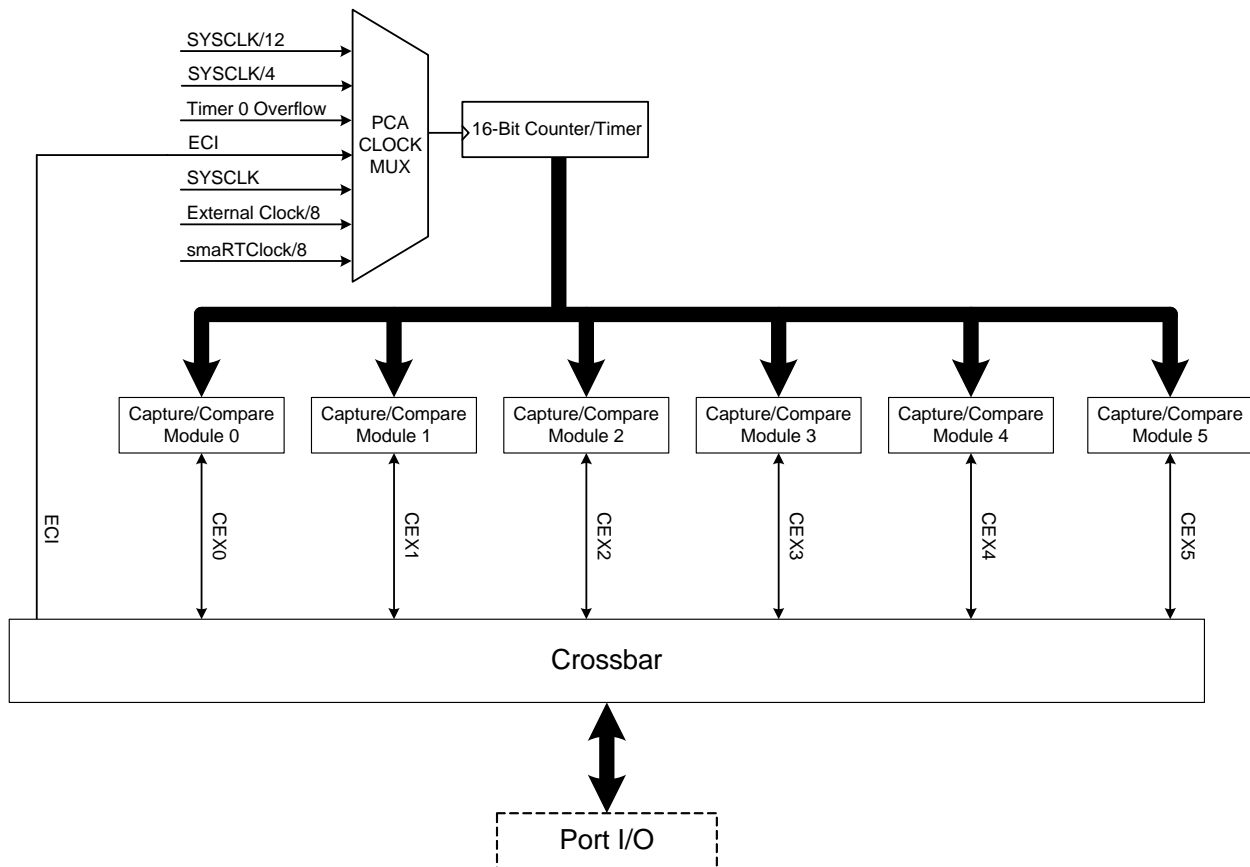 SYSCLK/12
SYSCLK/4
Timer 0 Overflow
ECI
SYSCLK
External Clock/8
smaRTClock/8
PCA
CLOCK
MUX
16-Bit Counter/Timer
Capture/Compare
Module 0
Capture/Compare
Module 1
Capture/Compare
Module 2
Capture/Compare
Module 3
Capture/Compare
Module 4
Capture/Compare
Module 5
ECI
CEX0
CEX1
CEX2
CEX3
CEX4
CEX5
Crossbar
Port I/O